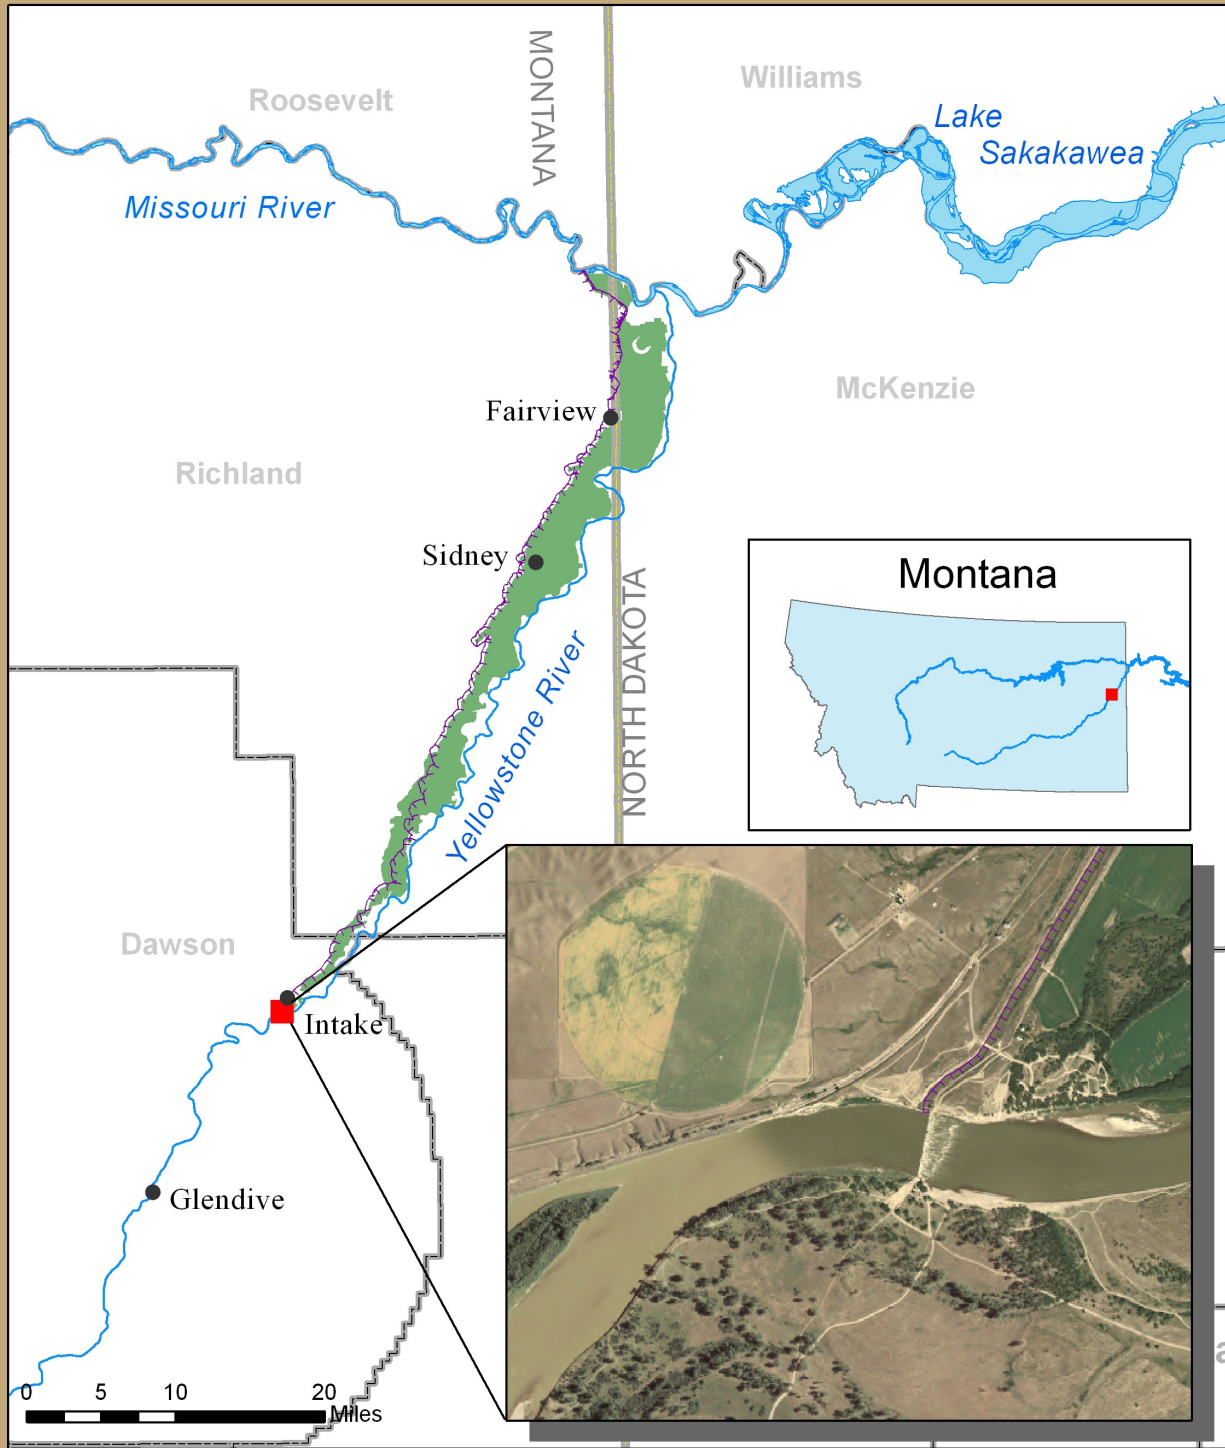 MONTANA
Williams
Roosevelt
Lake
Sakakawea
Missouri River
McKenzie
Fairview
Richland
Sidney
NORTH DAKOTA
Montana
Yellowstone River
Dawson
Intake
Glendive
0 5 10 20
Miles